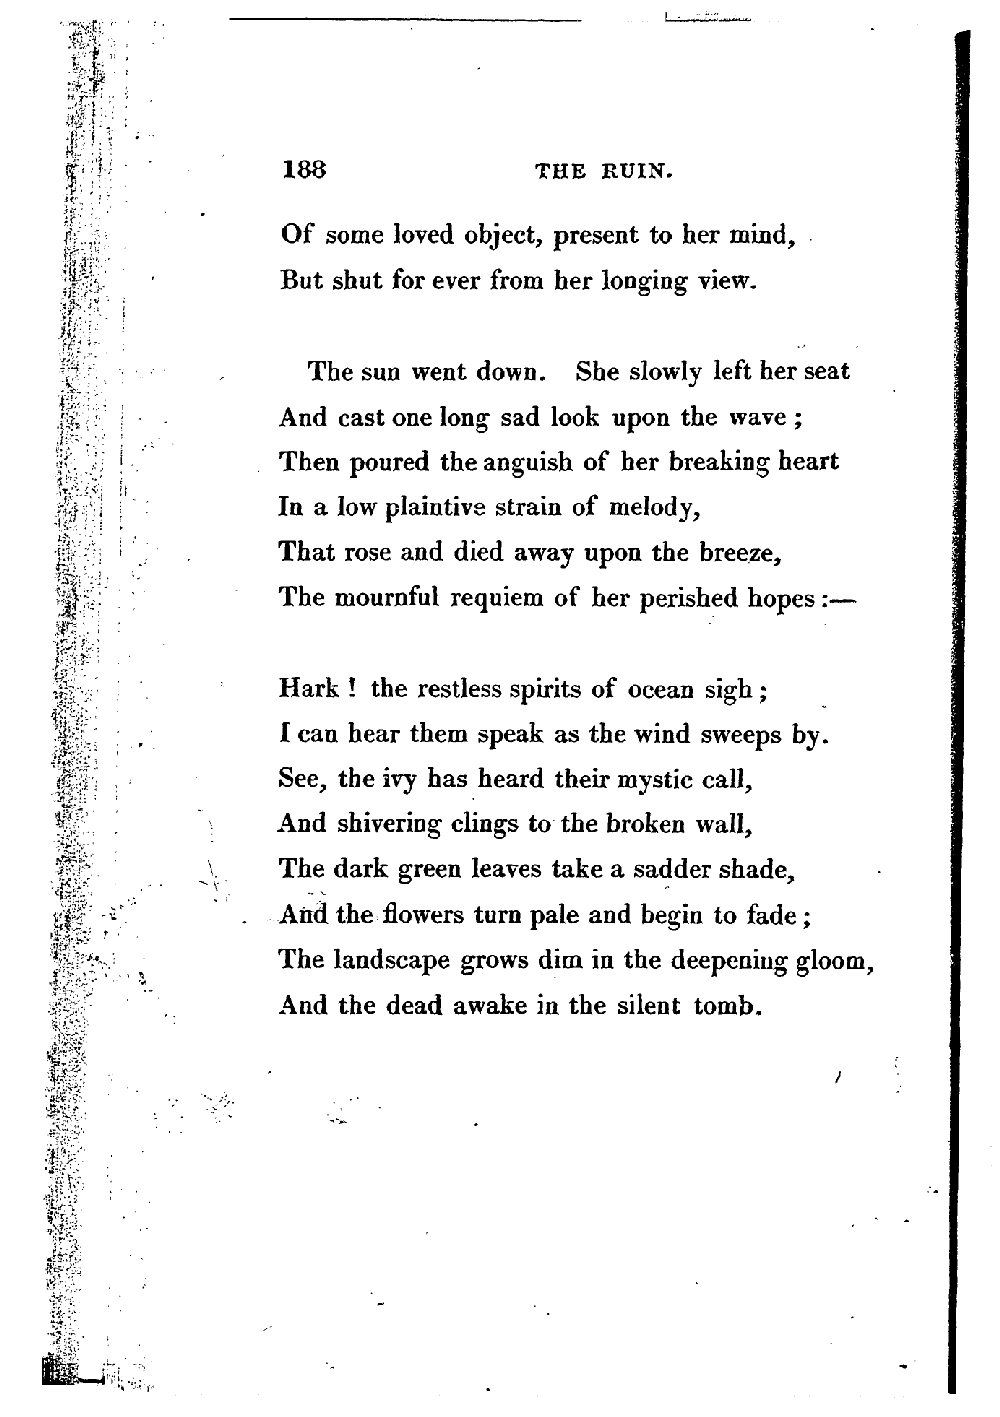 188 THE RUIN.
Of some loved object, present to her mind,
But shut for ever from her longing view.
The sun went down. She slowly left her seat
And cast one long sad look upon the wave ;
Then poured the anguish of her breaking heart
In a low plaintive strain of melody,
That rose and died away upon the breeze,
The mournful requiem of her perished hopes :—
Hark ! the restless spirits of ocean sigh ;
I can hear them speak as the wind sweeps by.
See, the ivy has heard their mystic call,
And shivering clings to the broken wall,
The dark green leaves take a sadder shade,
And the flowers turn pale and begin to fade ;
The landscape grows dim in the deepening gloom,
And the dead awake in the silent tomb.